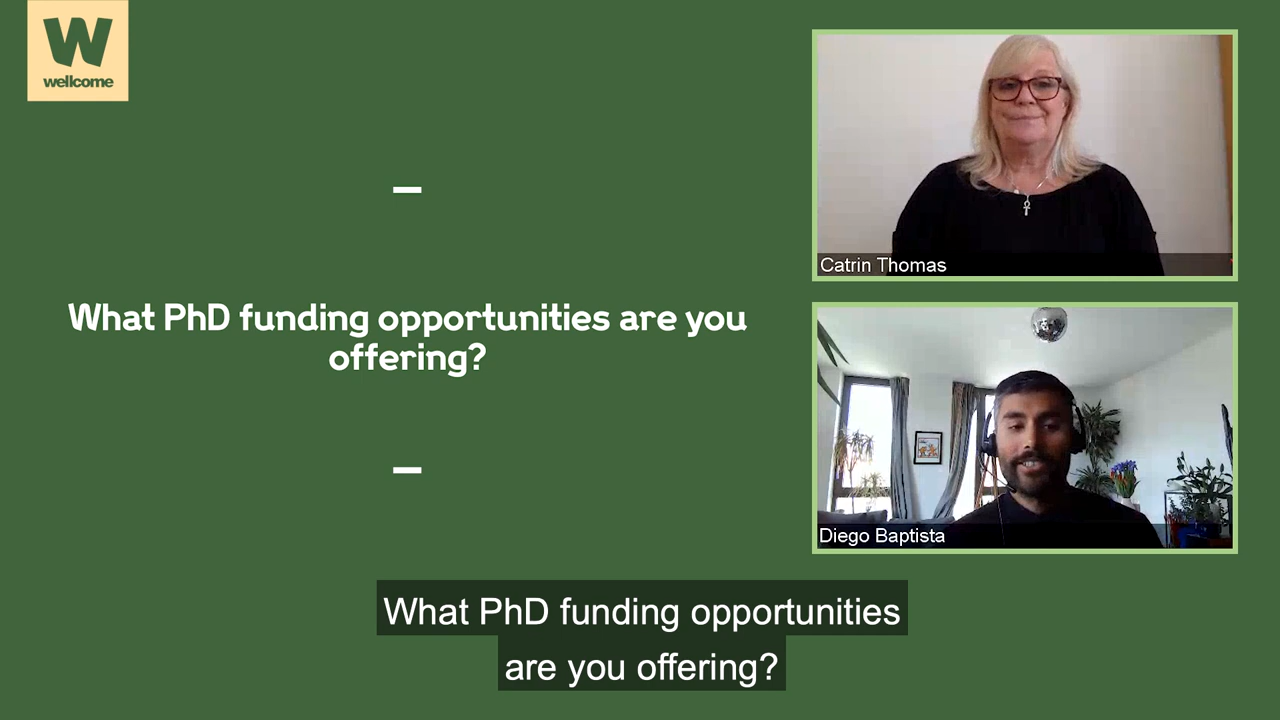 W
wellcome
What PhD funding opportunities are you
offering?
Catrin Thomas
Diego Baptista
What PhD funding opportunities
are you offering?